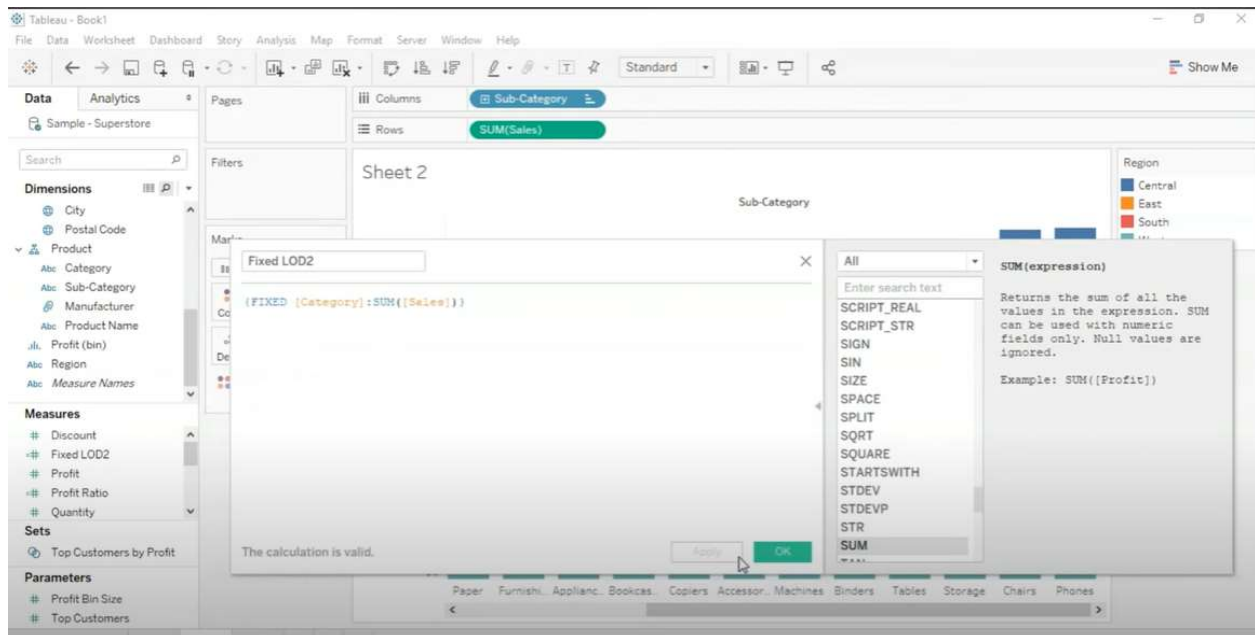 Tableau - Book1
File Data Worksheet Dashboard Story Analysis Map Format Server Window Help
Standard
Show Me
Data Analytics
Sample - Superstore
Search
Dimensions
City
Postal Code
Product
Abc Category
Abc Sub-Category
Manufacturer
Abc Product Name
Profit (bin)
Abc Region
Abc Measure Names
Measures
# Discount
=# Fixed LOD2
# Profit
=# Profit Ratio
# Quantity
Sets
Top Customers by Profit
Parameters
# Profit Bin Size
# Top Customers
Pages
Filters
Columns
Sub-Category
Rows
SUM(Sales)
Sheet 2
Sub-Category
Region
Central
East
South
Co
De
Fixed LOD2
{FIXED [Category]:SUM([Sales])}
The calculation is valid.
Apply
OK
All
Enter search text
SCRIPT_REAL
SCRIPT_STR
SIGN
SIN
SIZE
SPACE
SPLIT
SQRT
SQUARE
STARTSWITH
STDEV
STDEVP
STR
SUM
SUM(expression)
Returns the sum of all the
values in the expression. SUM
can be used with numeric
fields only. Null values are
ignored.
Example: SUM([Profit])
Paper Furnishi.. Applianc.. Bookcas.. Copiers Accessor.. Machines Binders Tables Storage Chairs Phones